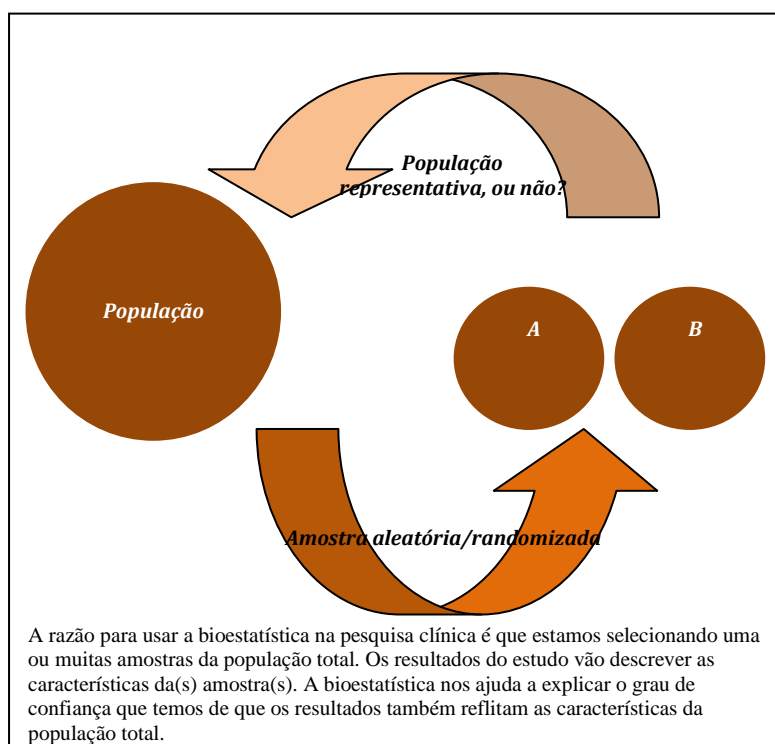 População
representativa, ou não?
População
A
B
Amostra aleatória/randomizada
A razão para usar a bioestatística na pesquisa clínica é que estamos selecionando uma
ou muitas amostras da população total. Os resultados do estudo vão descrever as
características da(s) amostra(s). A bioestatística nos ajuda a explicar o grau de
confiança que temos de que os resultados também reflitam as características da
população total.